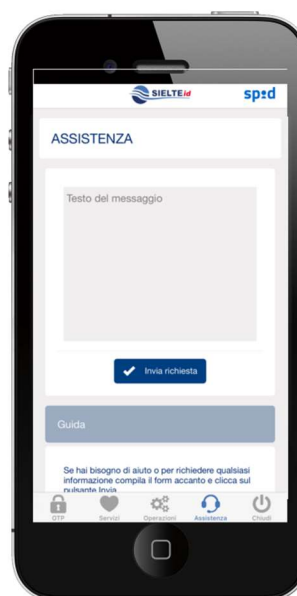 SIELTEid
sp:d
ASSISTENZA
Testo del messaggio
Invia richiesta
Guida
Se hai bisogno di aiuto o per richiedere qualsiasi
informazione compila il form accanto e clicca sul
pulsante Invia
OTP
Servizi
Operazioni
Assistenza
Chiudi